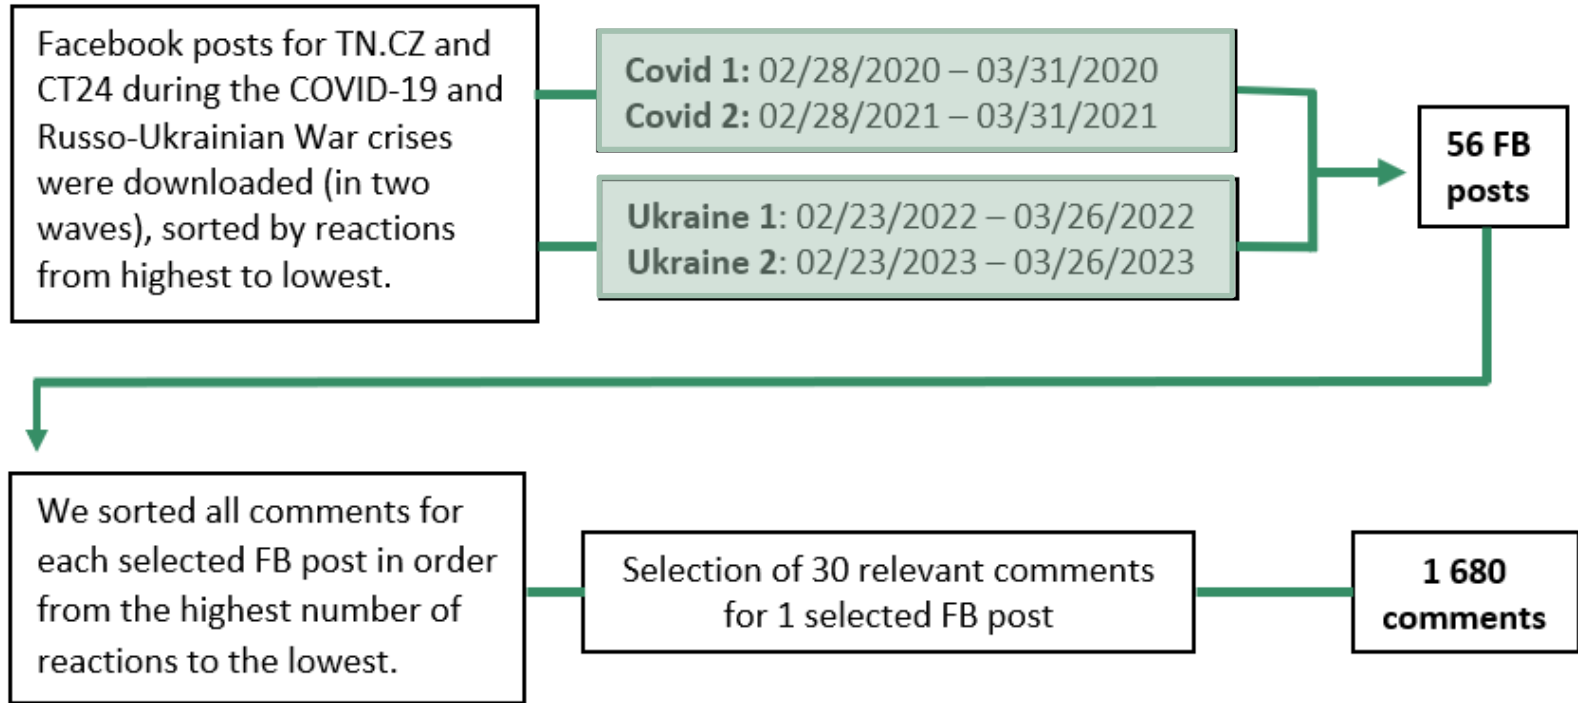 Facebook posts for TN.CZ and
CT24 during the COVID-19 and
Russo-Ukrainian War crises
were downloaded (in two
waves), sorted by reactions
from highest to lowest.
Covid 1: 02/28/2020 – 03/31/2020
Covid 2: 02/28/2021 – 03/31/2021
Ukraine 1: 02/23/2022 – 03/26/2022
Ukraine 2: 02/23/2023 – 03/26/2023
56 FB
posts
We sorted all comments for
each selected FB post in order
from the highest number of
reactions to the lowest.
Selection of 30 relevant comments
for 1 selected FB post
1 680
comments